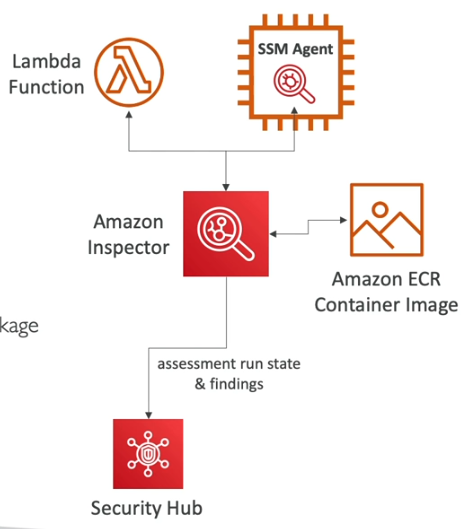 SSM Agent
Lambda
Function
Amazon
Inspector
Amazon ECR
Container Image
kage
assessment run state
& findings
Security Hub